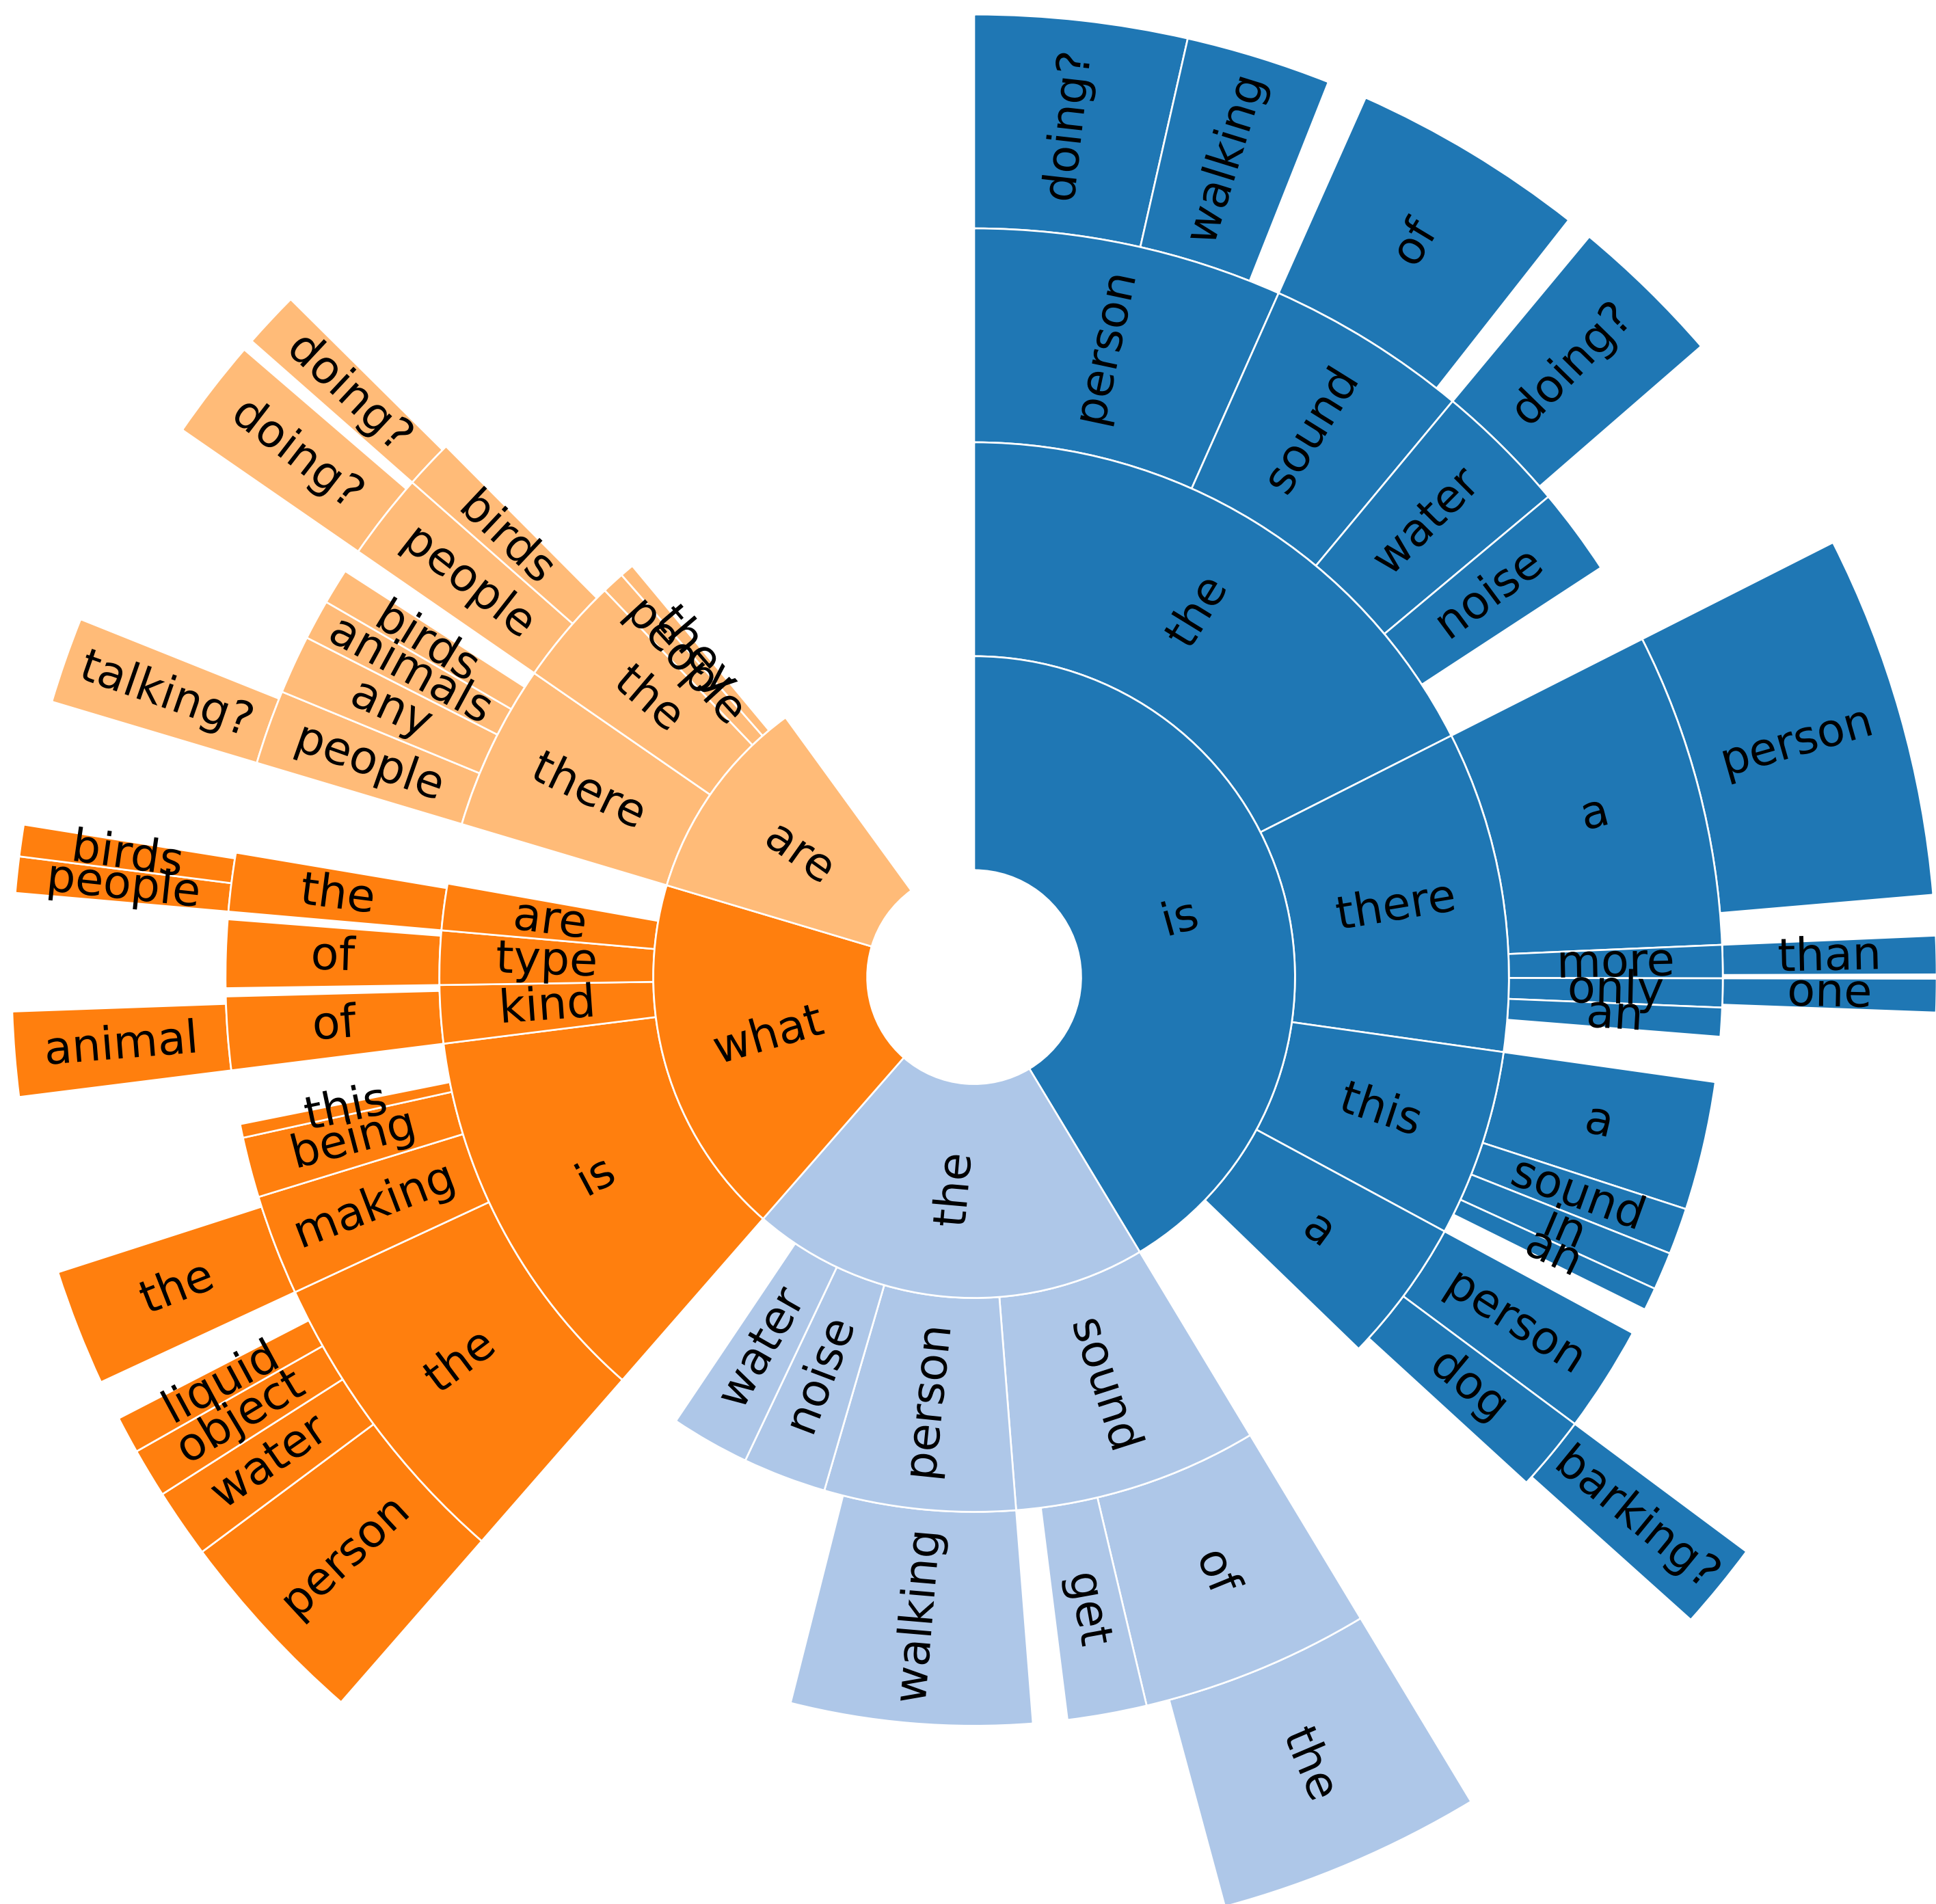 is
the
person
doing?
walking
sound
of
water
doing?
noise
there
a
person
more
than
only
one
an
this
a
sound
in
an
a
person
dog
barking?
the
sound
of
the
get
person
walking
noise
water
what
is
the
person
water
object
liquid
making
the
being
this
kind
of
animal
type
of
are
the
people
birds
are
there
people
talking?
any
animals
birds
the
people
doing?
birds
doing?
people
they